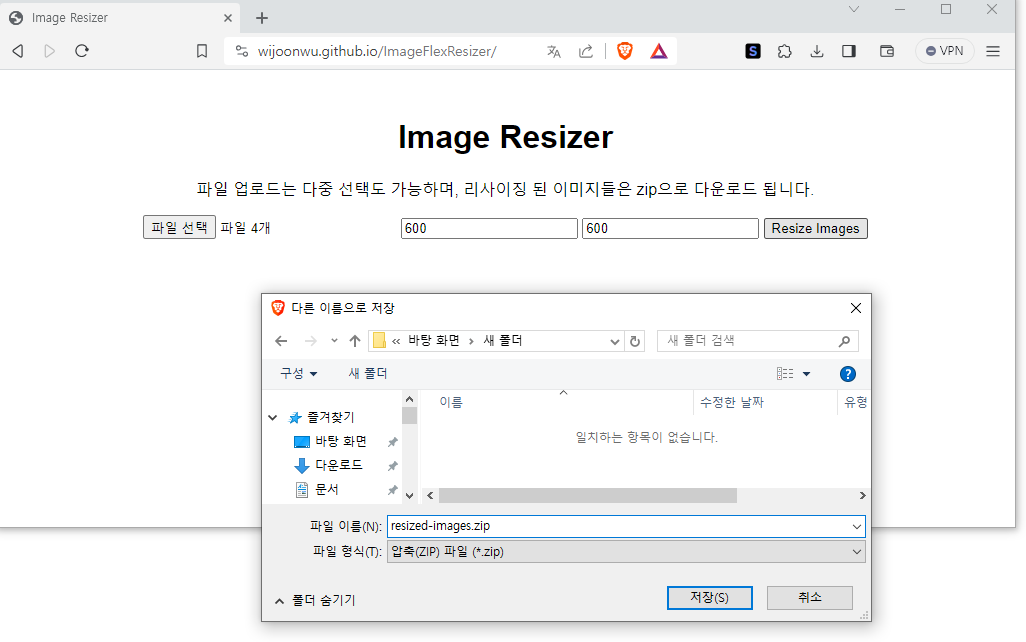 Image Resizer
wijoonwu.github.io/ImageFlexResizer/
VPN
Image Resizer
파일 업로드는 다중 선택도 가능하며, 리사이징 된 이미지들은 zip으로 다운로드 됩니다.
파일 선택 파일 4개 600 600 Resize Images
다른 이름으로 저장
« 바탕 화면 › 새 폴더 새 폴더 검색
구성 새 폴더
이름 수정한 날짜 유형
즐겨찾기
일치하는 항목이 없습니다.
바탕 화면
다운로드
문서
파일 이름(N): resized-images.zip
파일 형식(T): 압축(ZIP) 파일 (*.zip)
폴더 숨기기 저장(S) 취소